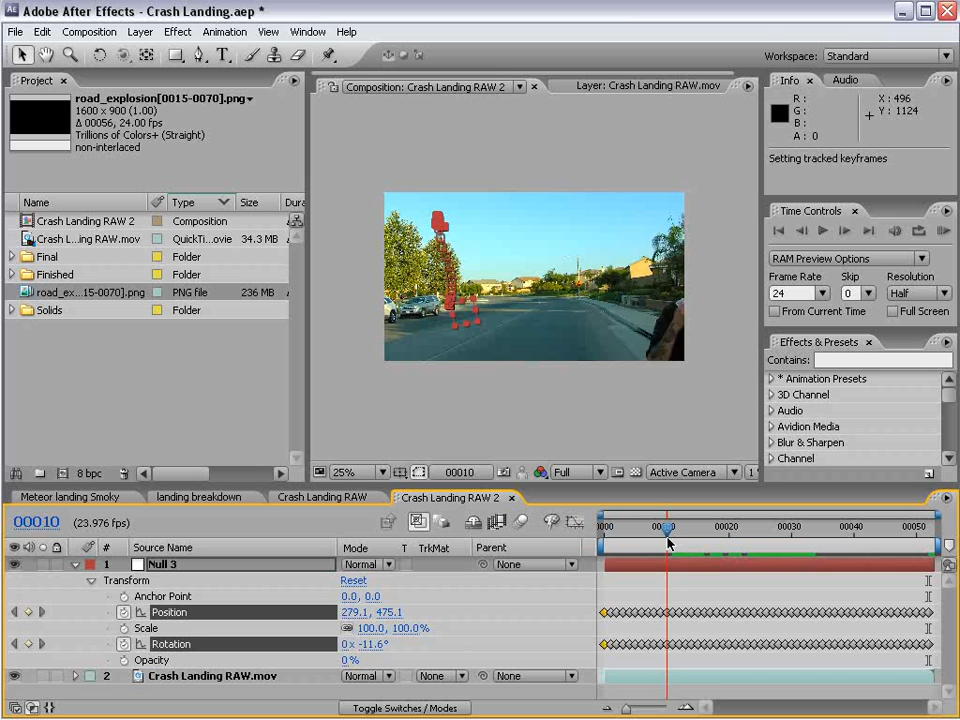 Adobe After Effects - Crash Landing.aep *
File Edit Composition Layer Effect Animation View Window Help
Workspace: Standard
Project
road_explosion[0015-0070].png
1600 x 900 (1.00)
Δ 00056, 24.00 fps
Trillions of Colors+ (Straight)
non-interlaced
Name Type Size Dura
Crash Landing RAW 2 Composition
Crash L...ing RAW.mov QuickTi...ovie 34.3 MB
Final Folder
Finished Folder
road_ex...15-0070].png PNG file 236 MB
Solids Folder
8 bpc
Composition: Crash Landing RAW 2
Layer: Crash Landing RAW.mov
25% 00010 Full Active Camera 1
Info Audio
R: X: 496
G: Y: 1124
B:
A: 0
Setting tracked keyframes
Time Controls
RAM Preview Options
Frame Rate Skip Resolution
24 0 Half
From Current Time Full Screen
Effects & Presets
Contains:
* Animation Presets
3D Channel
Audio
Avidion Media
Blur & Sharpen
Channel
Meteor landing Smoky landing breakdown Crash Landing RAW Crash Landing RAW 2
00010 (23.976 fps)
00020 00030 00040 00050
# Source Name Mode T TrkMat Parent
1 Null 3 Normal None
Transform Reset
Anchor Point 0.0, 0.0
Position 279.1, 475.1
Scale 100.0, 100.0%
Rotation 0 x -11.6°
Opacity 0%
2 Crash Landing RAW.mov Normal None None
Toggle Switches / Modes